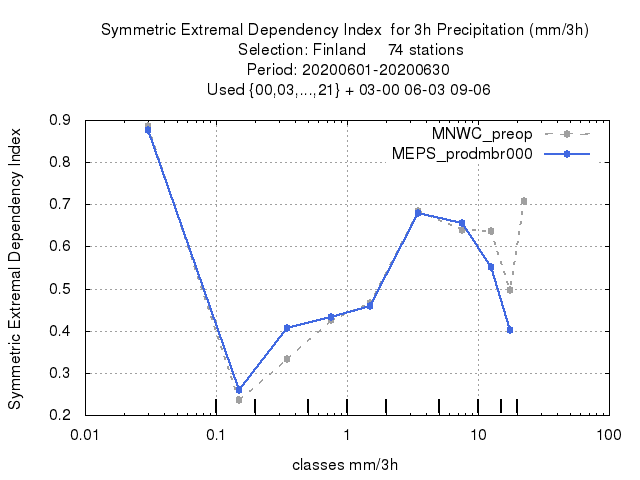 Symmetric Extremal Dependency Index for 3h Precipitation (mm/3h)
Selection: Finland 74 stations
Period: 20200601-20200630
Used {00,03,...,21} + 03-00 06-03 09-06
MNWC_preop
MEPS_prodmbr000
Symmetric Extremal Dependency Index
0.9
0.8
0.7
0.6
0.5
0.4
0.3
0.2
0.01 0.1 1 10 100
classes mm/3h